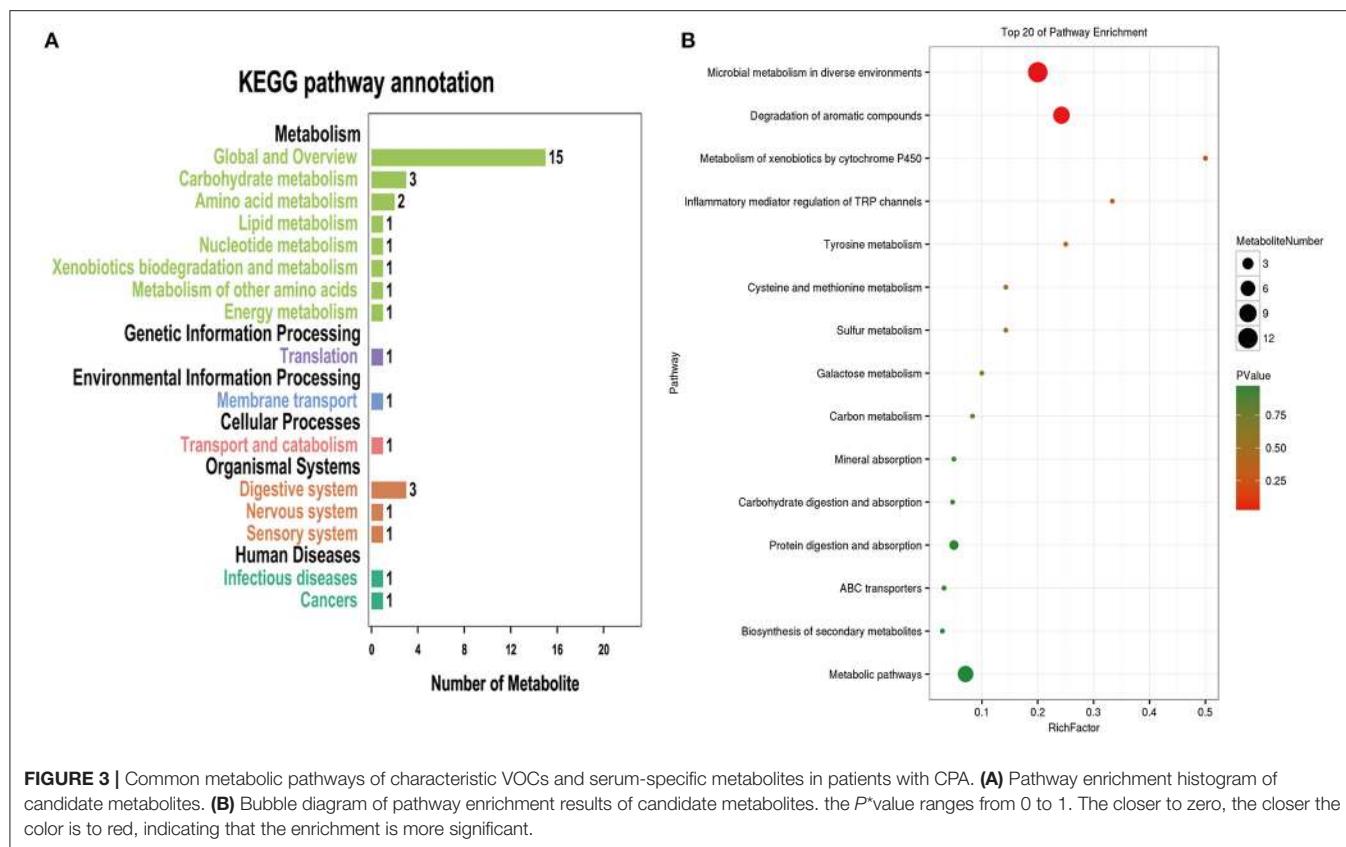 A
KEGG pathway annotation
Metabolism
Global and Overview 15
Carbohydrate metabolism 3
Amino acid metabolism 2
Lipid metabolism 1
Nucleotide metabolism 1
Xenobiotics biodegradation and metabolism 1
Metabolism of other amino acids 1
Energy metabolism 1
Genetic Information Processing
Translation 1
Environmental Information Processing
Membrane transport 1
Cellular Processes
Transport and catabolism 1
Organismal Systems
Digestive system 3
Nervous system 1
Sensory system 1
Human Diseases
Infectious diseases 1
Cancers 1
0 4 8 12 16 20
Number of Metabolite
B
Top 20 of Pathway Enrichment
Microbial metabolism in diverse environments
Degradation of aromatic compounds
Metabolism of xenobiotics by cytochrome P450
Inflammatory mediator regulation of TRP channels
Tyrosine metabolism
Cysteine and methionine metabolism
Sulfur metabolism
Galactose metabolism
Carbon metabolism
Mineral absorption
Carbohydrate digestion and absorption
Protein digestion and absorption
ABC transporters
Biosynthesis of secondary metabolites
Metabolic pathways
Pathway
0.1 0.2 0.3 0.4 0.5
RichFactor
MetaboliteNumber
3
6
9
12
PValue
0.75
0.50
0.25
FIGURE 3 | Common metabolic pathways of characteristic VOCs and serum-specific metabolites in patients with CPA. (A) Pathway enrichment histogram of
candidate metabolites. (B) Bubble diagram of pathway enrichment results of candidate metabolites. the P*value ranges from 0 to 1. The closer to zero, the closer the
color is to red, indicating that the enrichment is more significant.